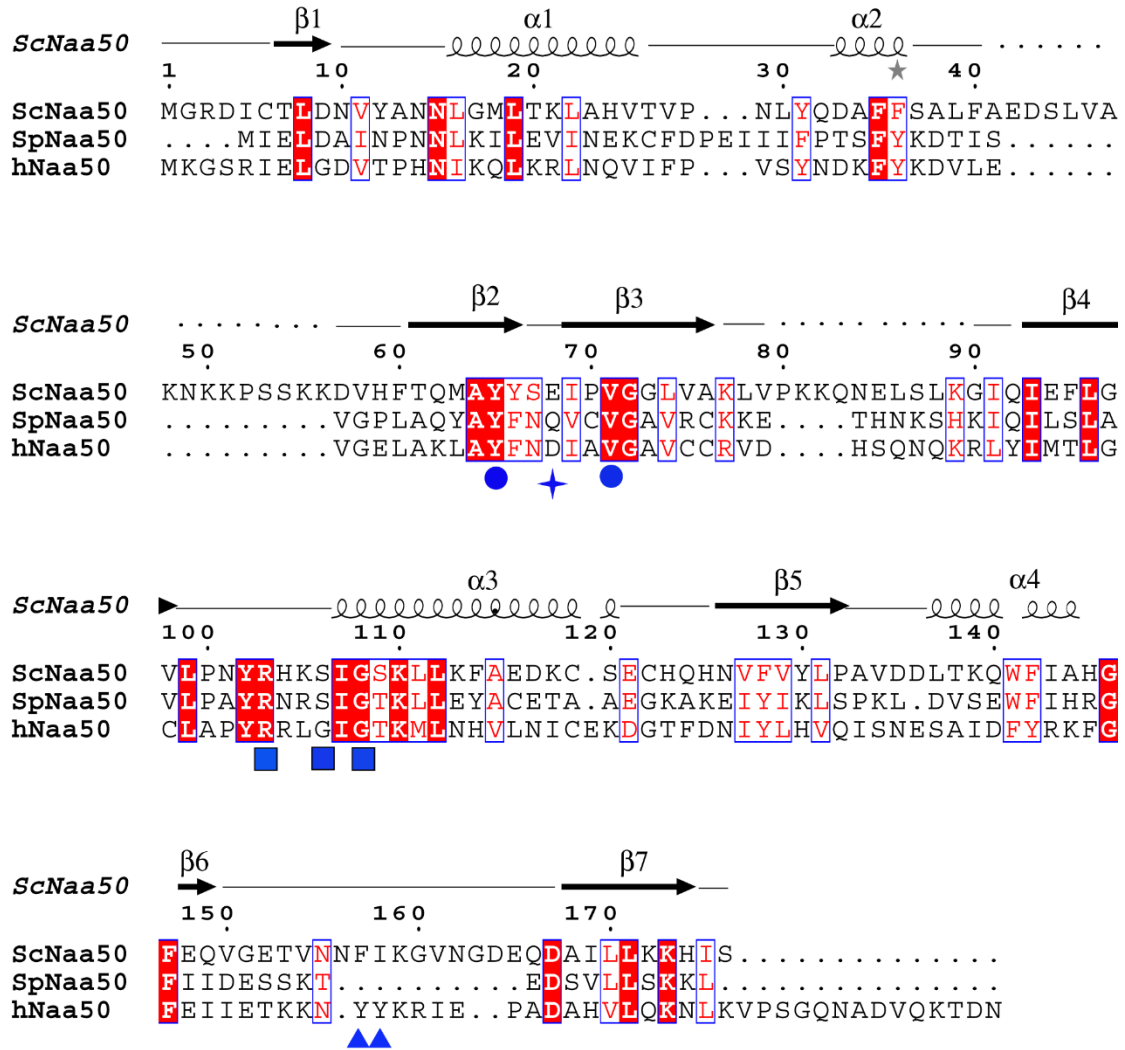 β1 α1 α2
ScNaa50 ......
1 10 20 30 40
ScNaa50 MGRDICTLDNVYANNLGMLTKLAHVTVP...NLYQDAFFSALFAEDSLVA
SpNaa50 ....MIELDAINPNNLKILEVINEKCFDPEIIIFPTSFYKDTIS......
hNaa50 MKGSRIELGDVTPHNIKQLKRLNQVIFP...VSYNDKFYKDVLE......
β2 β3 β4
ScNaa50 ........ ..........
50 60 70 80 90
ScNaa50 KNKKPSSKKDVHFTQMAYYSEIPVGGLVAKLVPKKQNELSLKGIQIEFLG
SpNaa50 .........VGPLAQYAYFNQVCVGAVRCKKE....THNKSHKIQILSLA
hNaa50 .........VGELAKLAYFNDIAVGAVCCRVD....HSQNQKRLYIMTLG
α3 β5 α4
ScNaa50
100 110 120 130 140
ScNaa50 VLPNYRHKSIGSKLLKFAEDKC.SECHQHNVFVYLPAVDDLTKQWFIAHG
SpNaa50 VLPAYRNRSIGTKLLEYACETA.AEGKAKEIYIKLSPKL.DVSEWFIHRG
hNaa50 CLAPYRRLGIGTKMLNHVLNICEKDGTFDNIYLHVQISNESAIDFYRKFG
β6 β7
ScNaa50
150 160 170
ScNaa50 FEQVGETVNNFIKGVNGDEQDAILLKKHIS..............
SpNaa50 FIIDESSKT..........EDSVLLSKKL...............
hNaa50 FEIIETKKN.YYKRIE..PADAHVLQKNLKVPSGQNADVQKTDN